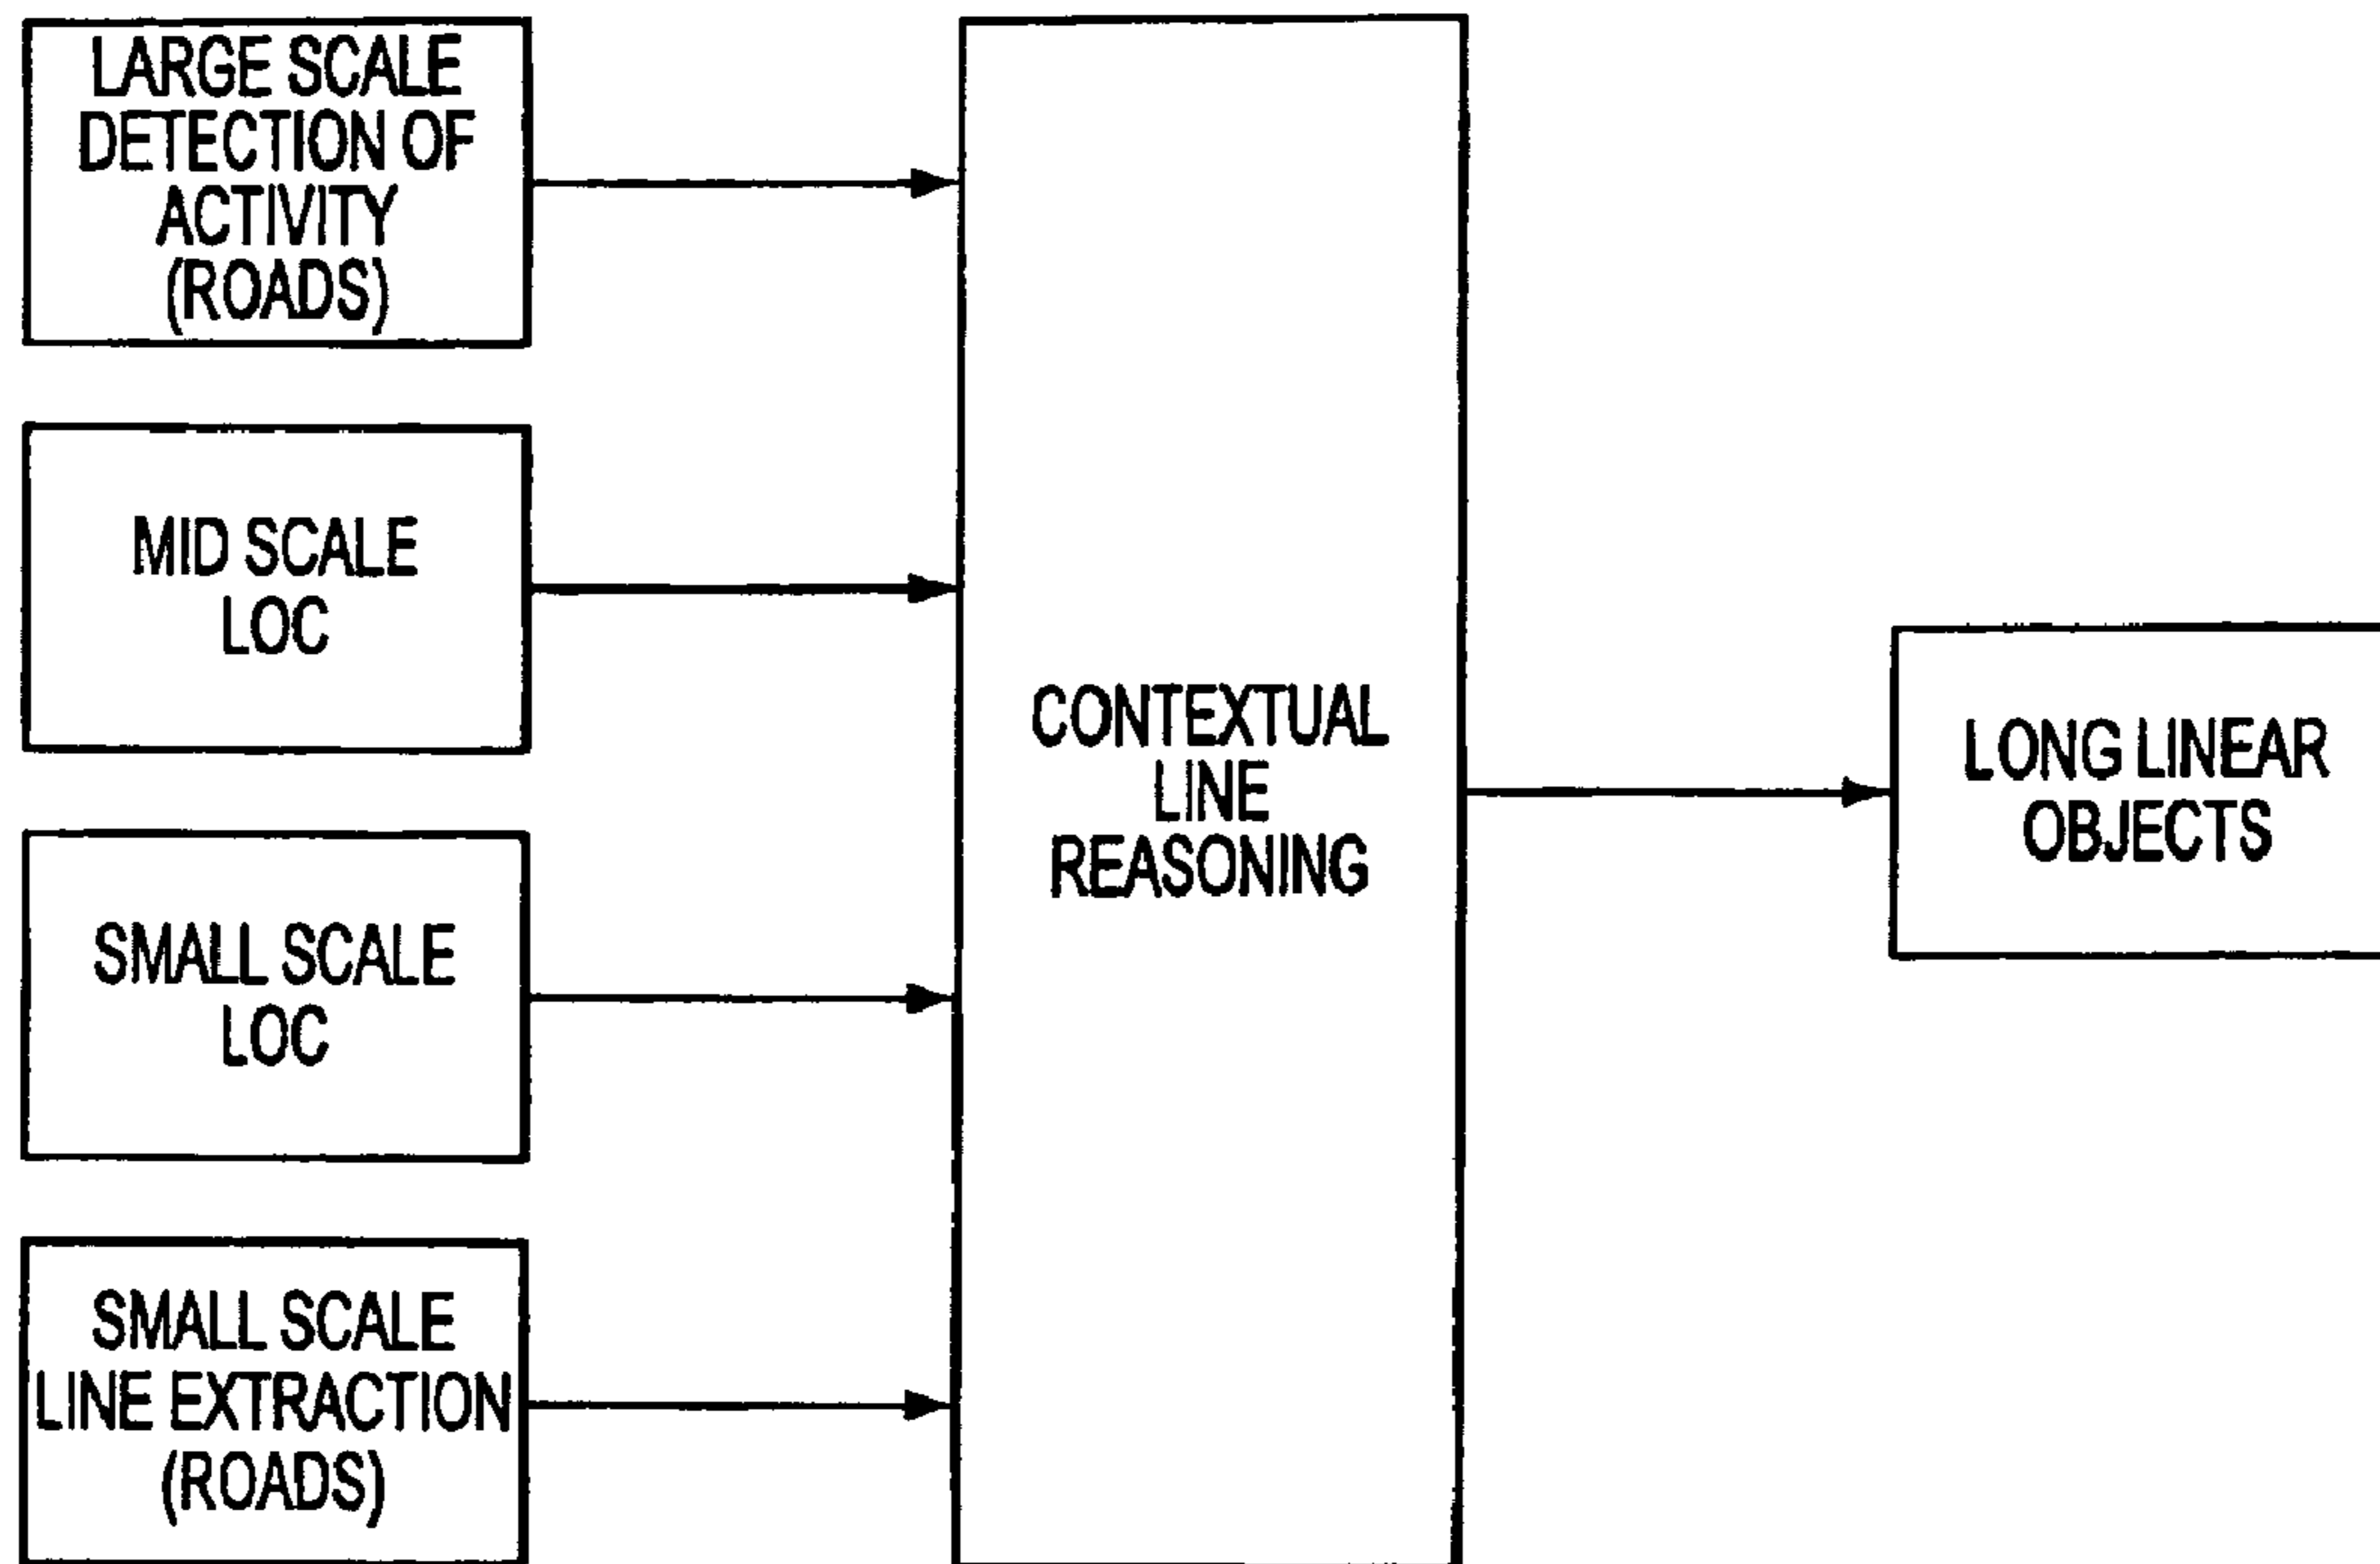 LARGE SCALE
DETECTION OF
ACTIVITY
(ROADS)
MID SCALE
LOC
SMALL SCALE
LOC
SMALL SCALE
LINE EXTRACTION
(ROADS)
CONTEXTUAL
LINE
REASONING
LONG LINEAR
OBJECTS